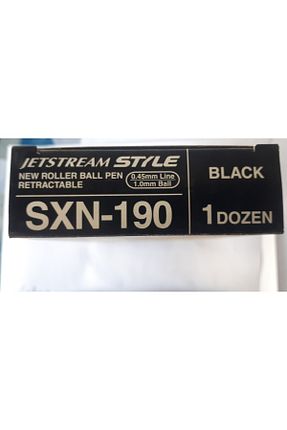 JETSTREAM STYLE
NEW ROLLER BALL PEN
RETRACTABLE
0.45mm Line
1.0mm Ball
SXN-190
BLACK
1 DOZEN